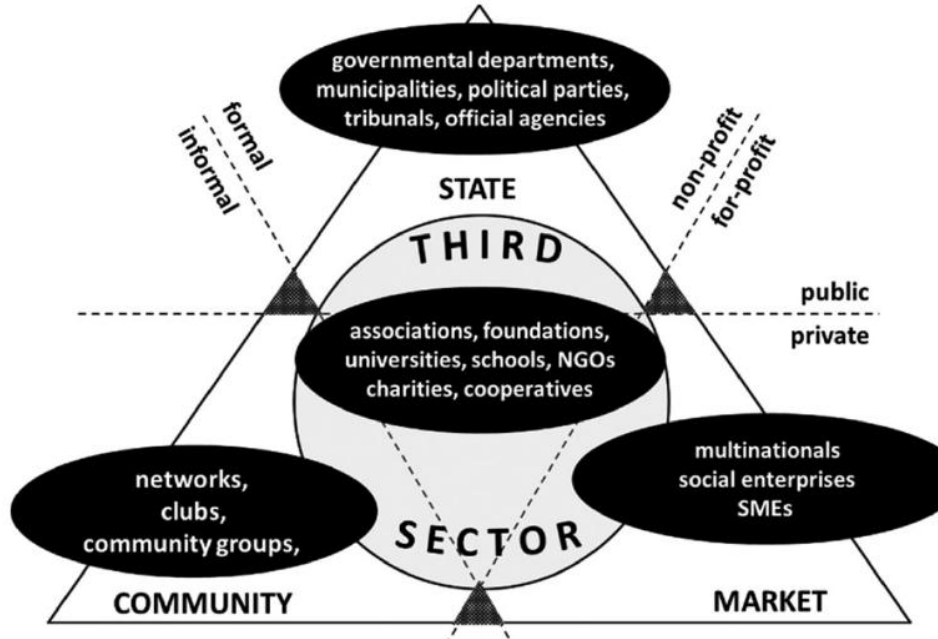 governmental departments,
municipalities, political parties,
tribunals, official agencies
formal
informal
non-profit
for-profit
STATE
THIRD
public
private
associations, foundations,
universities, schools, NGOs
charities, cooperatives
networks,
clubs,
community groups,
multinationals
social enterprises
SMEs
SECTOR
COMMUNITY
MARKET